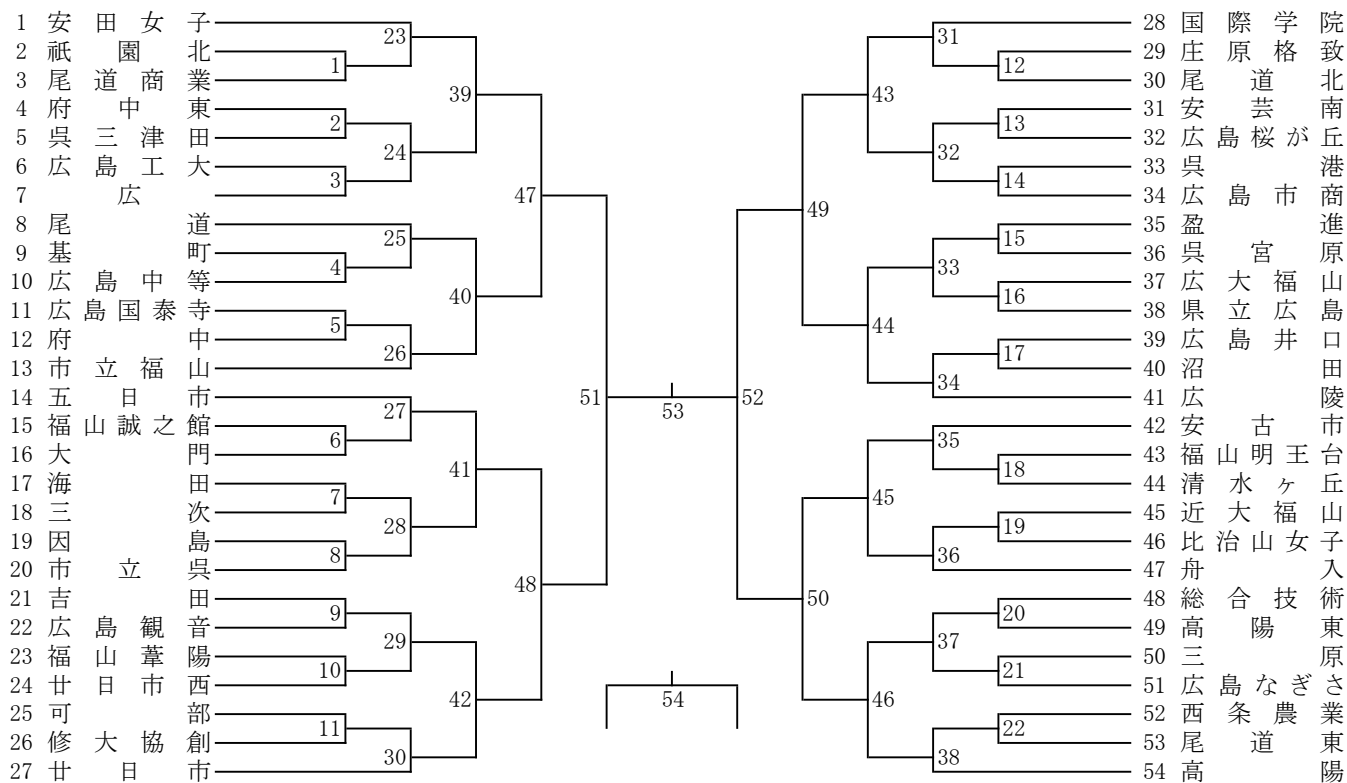 1 安田女子
2 祇園北
3 尾道商業
4 府中東
5 呉三津田
6 広島工大
7 広
8 尾道
9 基町
10 広島中等
11 広島国泰寺
12 府中
13 市立福山
14 五日市
15 福山誠之館
16 大門
17 海田
18 三次
19 因島
20 市立呉
21 吉田
22 広島観音
23 福山葦陽
24 廿日市西
25 可部
26 修大協創
27 廿日市
1
2
3
4
5
6
7
8
9
10
11
23
24
25
26
27
28
29
30
39
40
41
42
47
48
51
53
54
52
49
50
43
44
45
46
31
32
33
34
35
36
37
38
12
13
14
15
16
17
18
19
20
21
22
28 国際学院
29 庄原格致
30 尾道北
31 安芸南
32 広島桜が丘
33 呉港
34 広島市商
35 盈進
36 呉宮原
37 広大福山
38 県立広島
39 広島井口
40 沼田
41 広陵
42 安古市
43 福山明王台
44 清水ヶ丘
45 近大福山
46 比治山女子
47 舟入
48 総合技術
49 高陽東
50 三原
51 広島なぎさ
52 西条農業
53 尾道東
54 高陽